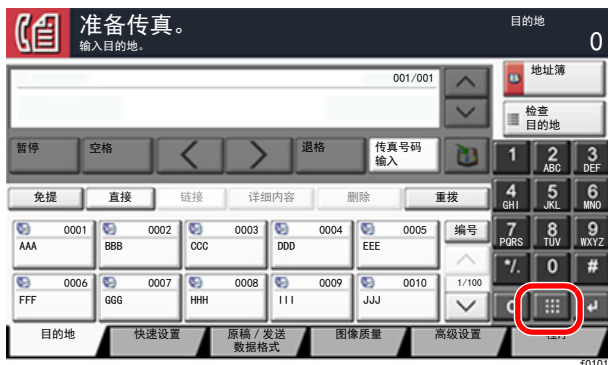 准备传真。
输入目的地。
目的地
0
001/001
地址簿
检查
目的地
暂停
空格
退格
传真号码
输入
免提
直接
链接
详细内容
删除
重拨
0001
AAA
0002
BBB
0003
CCC
0004
DDD
0005
EEE
编号
0006
FFF
0007
GGG
0008
HHH
0009
III
0010
JJJ
1/100
1
2
ABC
3
DEF
4
GHI
5
JKL
6
MNO
7
PQRS
8
TUV
9
WXYZ
*/.
0
#
C
目的地
快速设置
原稿 / 发送
数据格式
图像质量
高级设置
程序
f0101